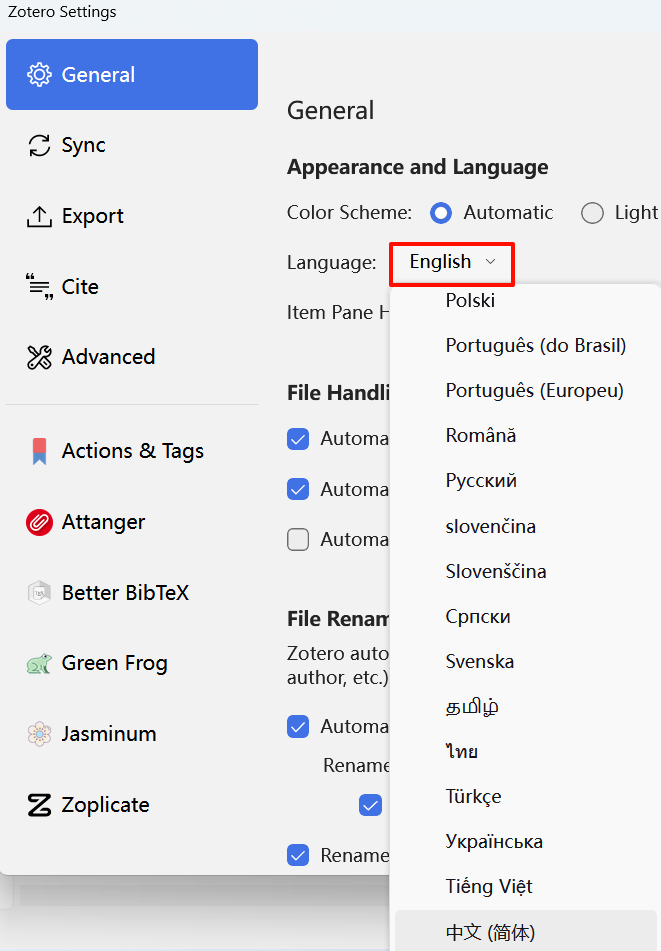 Zotero Settings
General
Sync
Export
Cite
Advanced
Actions & Tags
Attanger
Better BibTeX
Green Frog
Jasminum
Zoplicate
General
Appearance and Language
Color Scheme: Automatic Light
Language: English
Item Pane H
File Handli
Automa
Automa
Automa
File Renam
Zotero auto
author, etc.)
Automa
Rename
Rename
Polski
Português (do Brasil)
Português (Europeu)
Română
Русский
slovenčina
Slovenščina
Српски
Svenska
தமிழ்
ไทย
Türkçe
Українська
Tiếng Việt
中文 (简体)